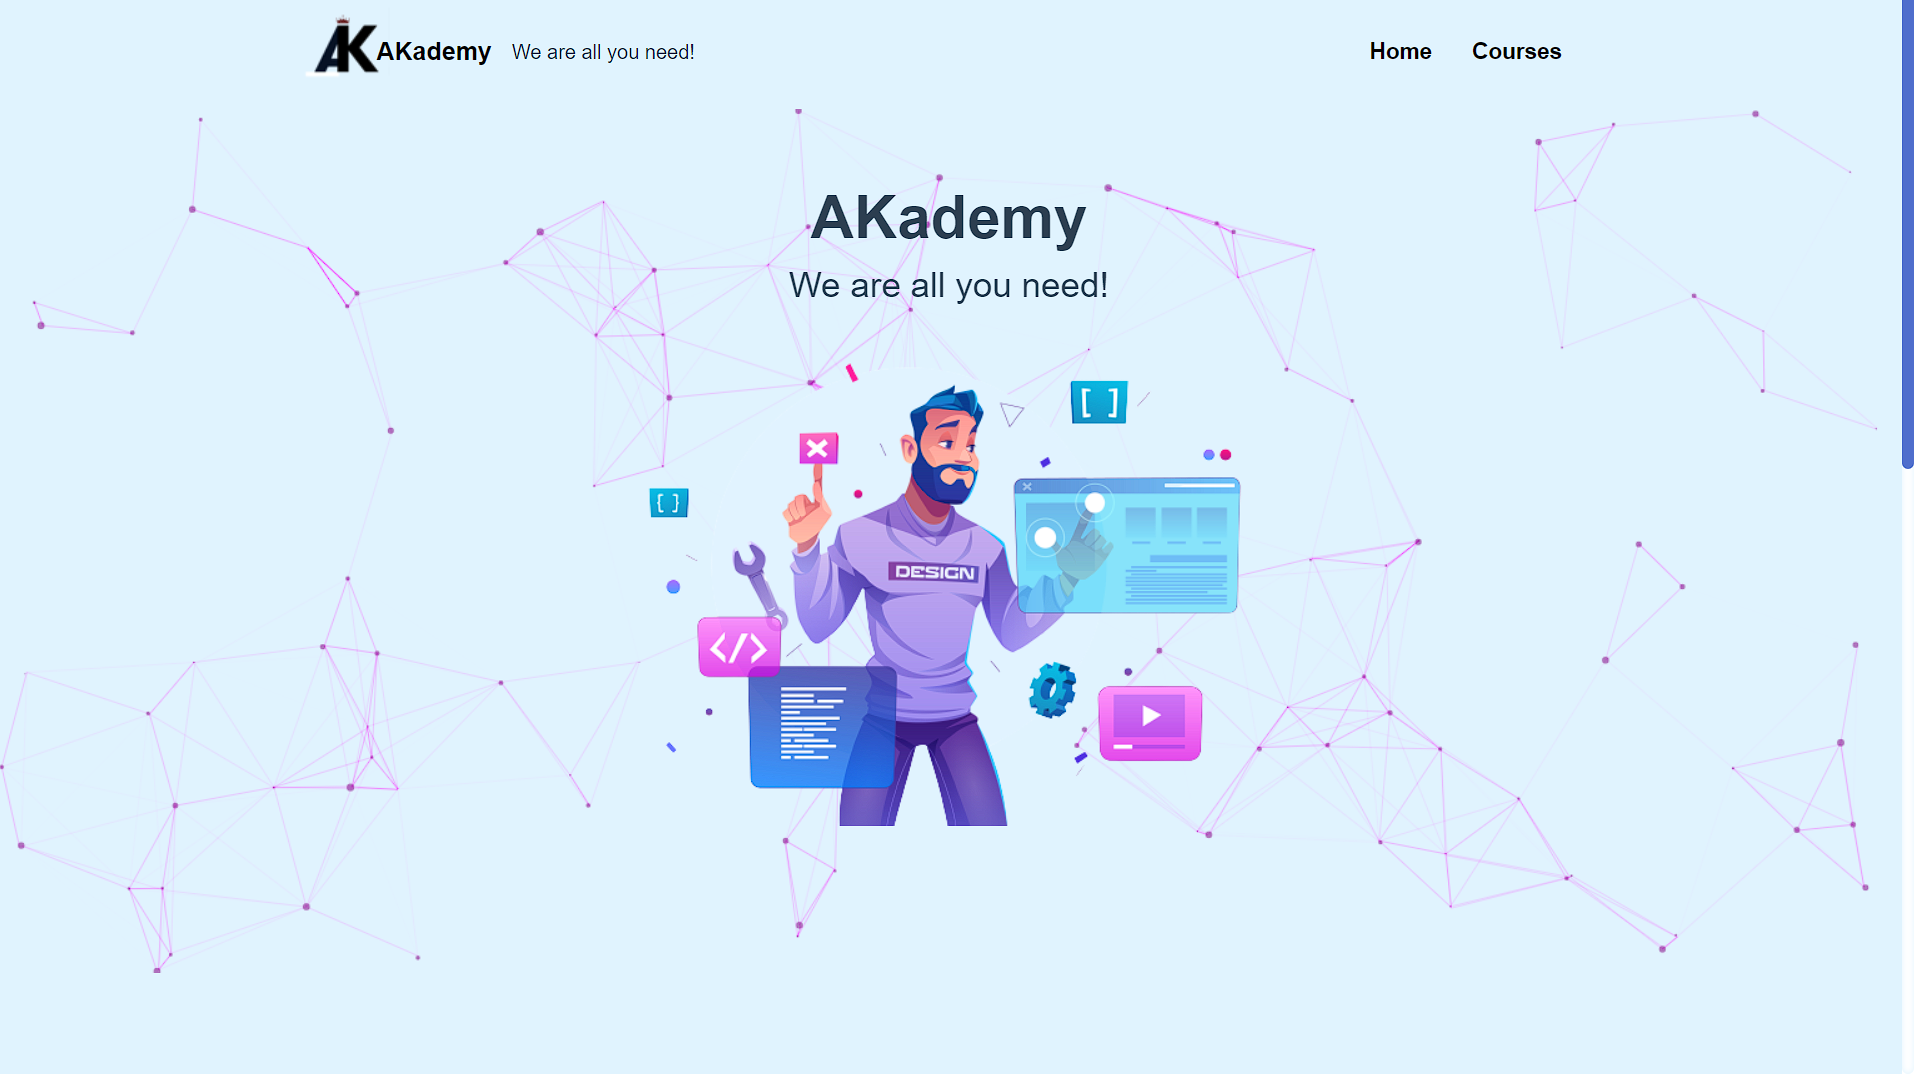 AK AKademy We are all you need! Home Courses
AKademy
We are all you need!
[ ]
{ }
DESIGN
</>